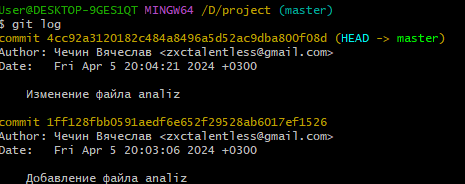 User@DESKTOP-9GES1QT MINGW64 /D/project (master)
$ git log
commit 4cc92a3120182c484a8496a5d52ac9dba800f08d (HEAD -> master)
Author: Чечин Вячеслав <zxctalentless@gmail.com>
Date:   Fri Apr 5 20:04:21 2024 +0300
    Изменение файла analiz
commit 1ff128fbb0591aedf6e652f29528ab6017ef1526
Author: Чечин Вячеслав <zxctalentless@gmail.com>
Date:   Fri Apr 5 20:03:06 2024 +0300
    Добавление файла analiz